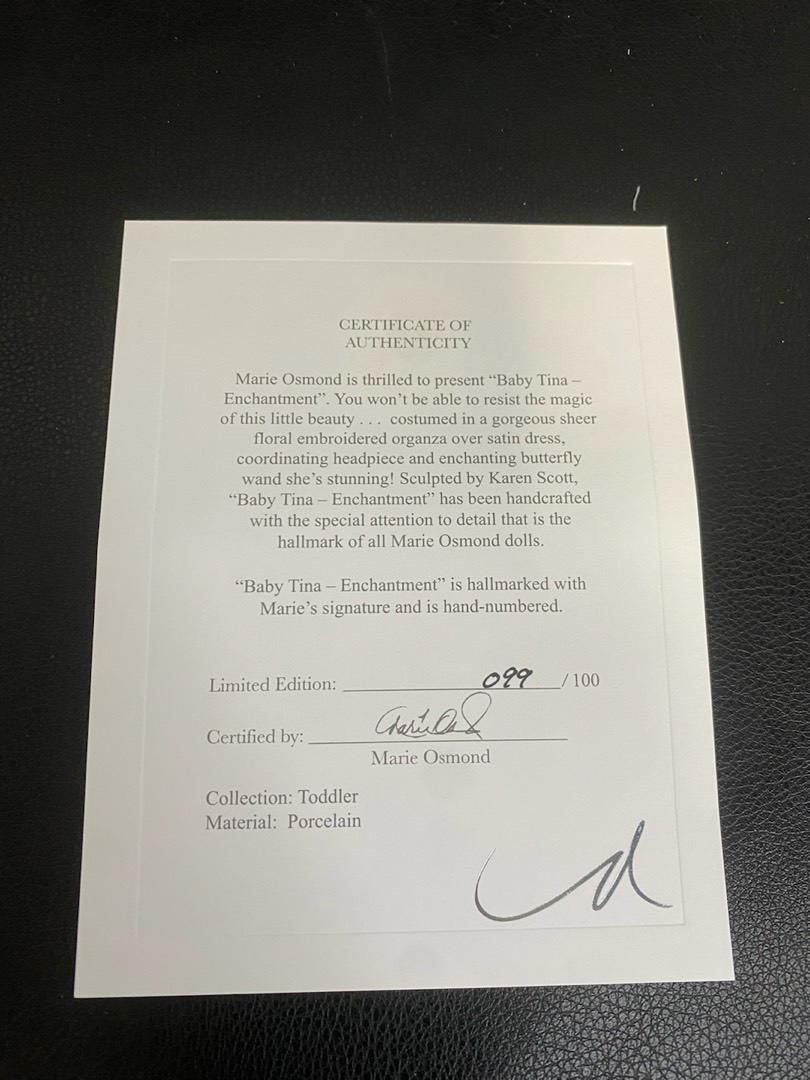 CERTIFICATE OF
AUTHENTICITY
Marie Osmond is thrilled to present “Baby Tina –
Enchantment”. You won’t be able to resist the magic
of this little beauty . . . costumed in a gorgeous sheer
floral embroidered organza over satin dress,
coordinating headpiece and enchanting butterfly
wand she’s stunning! Sculpted by Karen Scott,
“Baby Tina – Enchantment” has been handcrafted
with the special attention to detail that is the
hallmark of all Marie Osmond dolls.
“Baby Tina – Enchantment” is hallmarked with
Marie’s signature and is hand-numbered.
Limited Edition: 099 / 100
Certified by:
Marie Osmond
Collection: Toddler
Material: Porcelain